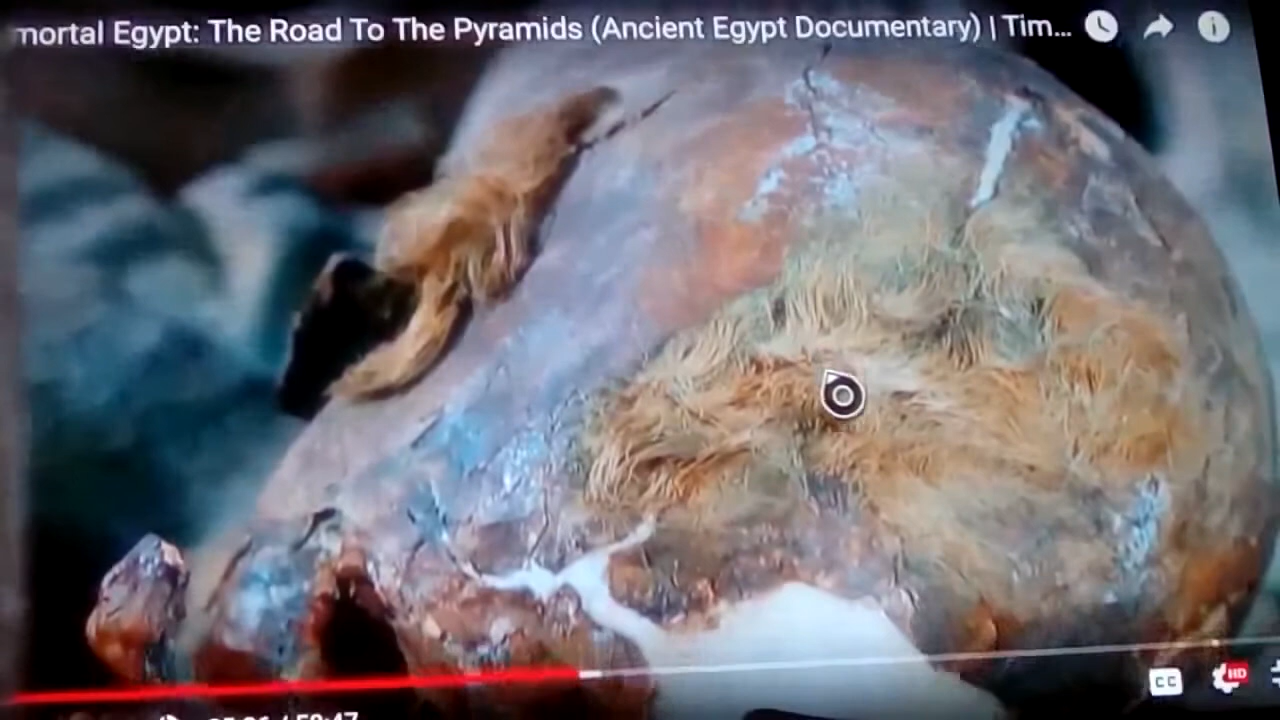 mortal Egypt: The Road To The Pyramids (Ancient Egypt Documentary) | Tim...
CC
HD